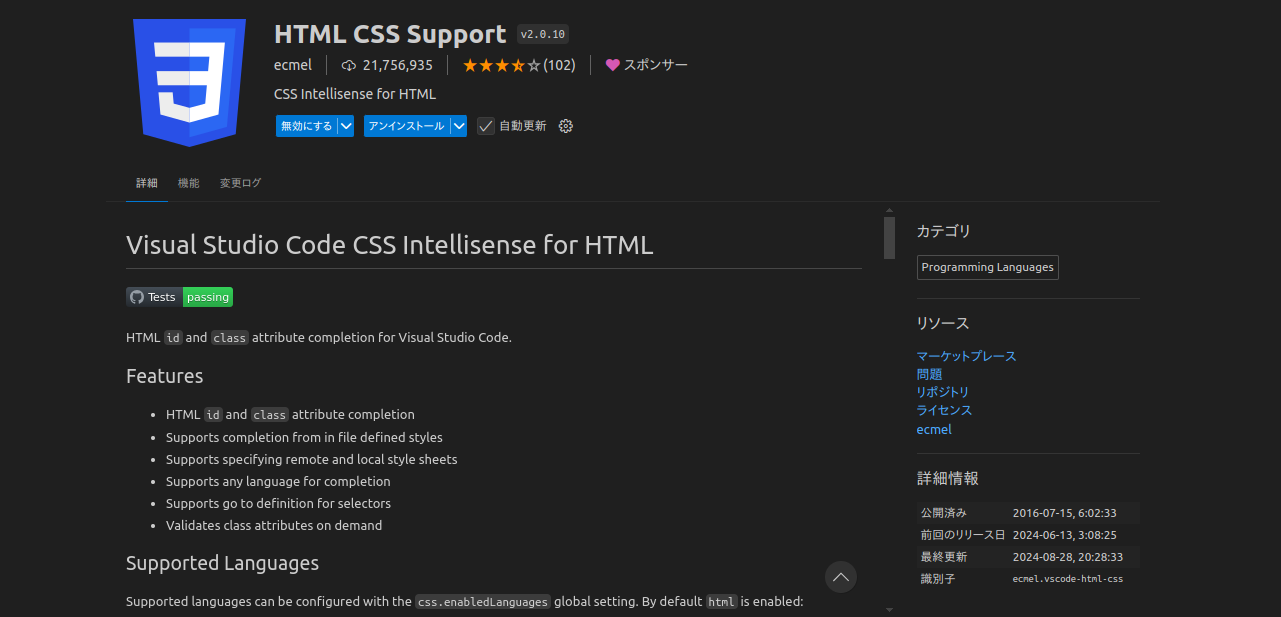 HTML CSS Support v2.0.10
ecmel 21,756,935 (102) スポンサー
CSS Intellisense for HTML
無効にする アンインストール 自動更新
詳細 機能 変更ログ
Visual Studio Code CSS Intellisense for HTML
Tests passing
HTML id and class attribute completion for Visual Studio Code.
Features
HTML id and class attribute completion
Supports completion from in file defined styles
Supports specifying remote and local style sheets
Supports any language for completion
Supports go to definition for selectors
Validates class attributes on demand
Supported Languages
Supported languages can be configured with the css.enabledLanguages global setting. By default html is enabled:
カテゴリ
Programming Languages
リソース
マーケットプレース
問題
リポジトリ
ライセンス
ecmel
詳細情報
公開済み 2016-07-15, 6:02:33
前回のリリース日 2024-06-13, 3:08:25
最終更新 2024-08-28, 20:28:33
識別子 ecmel.vscode-html-css